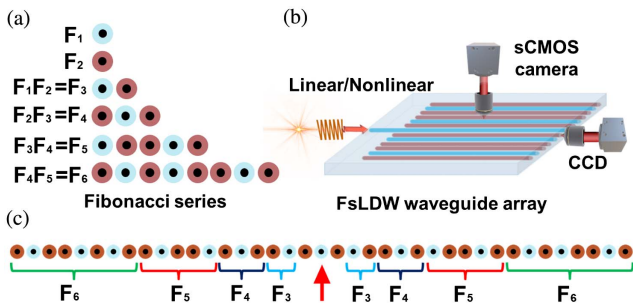 (a)
F₁
F₂
F₁F₂=F₃
F₂F₃=F₄
F₃F₄=F₅
F₄F₅=F₆
Fibonacci series
(b)
sCMOS
camera
Linear/Nonlinear
CCD
FsLDW waveguide array
(c)
F₆ F₅ F₄ F₃ F₃ F₄ F₅ F₆